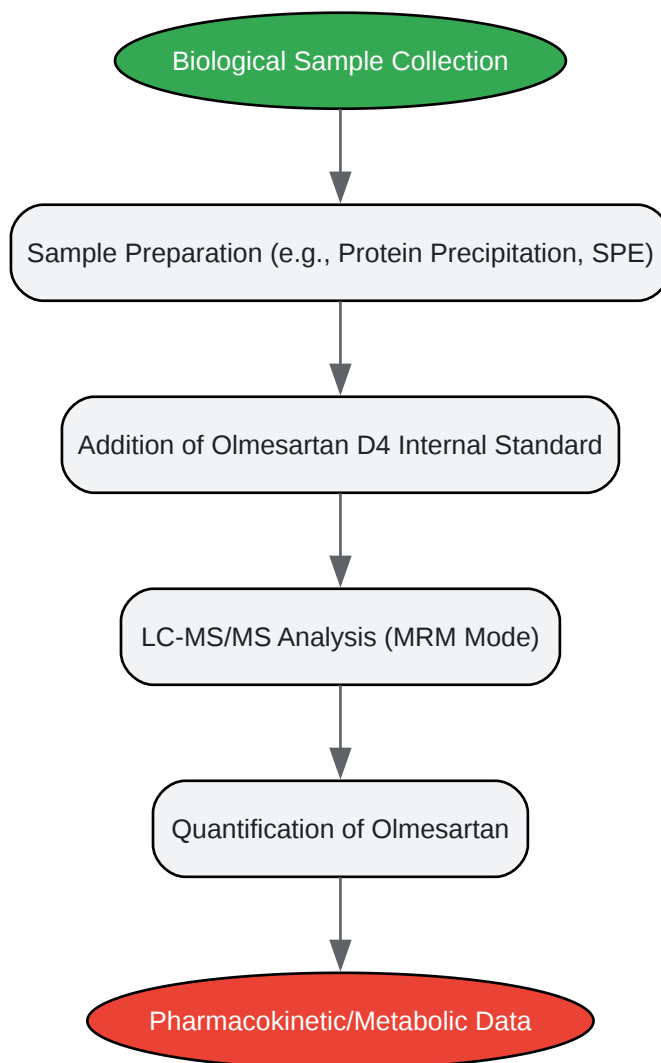 Biological Sample Collection
Sample Preparation (e.g., Protein Precipitation, SPE)
Addition of Olmesartan D4 Internal Standard
LC-MS/MS Analysis (MRM Mode)
Quantification of Olmesartan
Pharmacokinetic/Metabolic Data